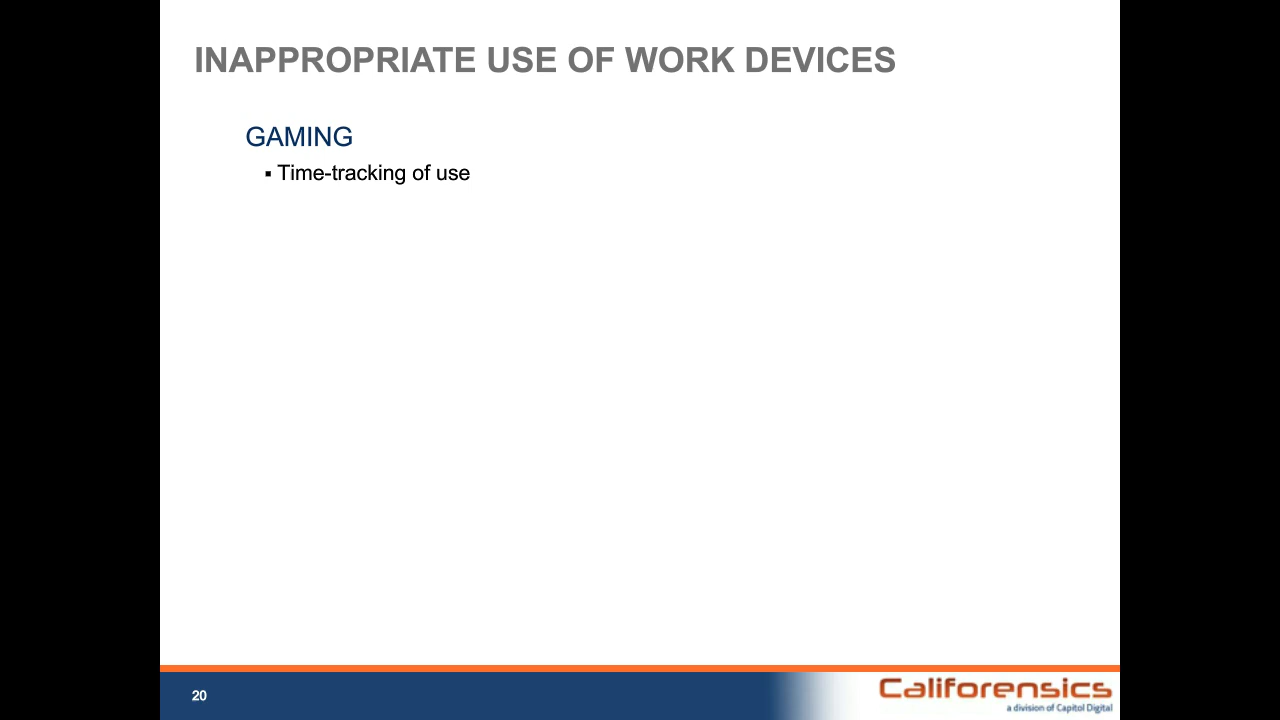 INAPPROPRIATE USE OF WORK DEVICES
GAMING
▪ Time-tracking of use
20
Califorensics
a division of Capitol Digital